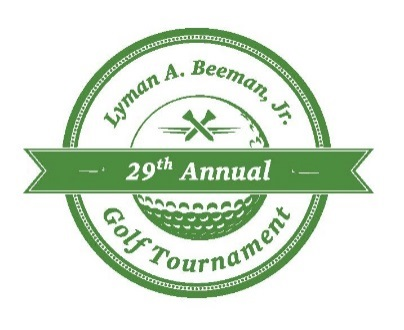 Lyman A. Beeman, Jr.
29th Annual
Golf Tournament